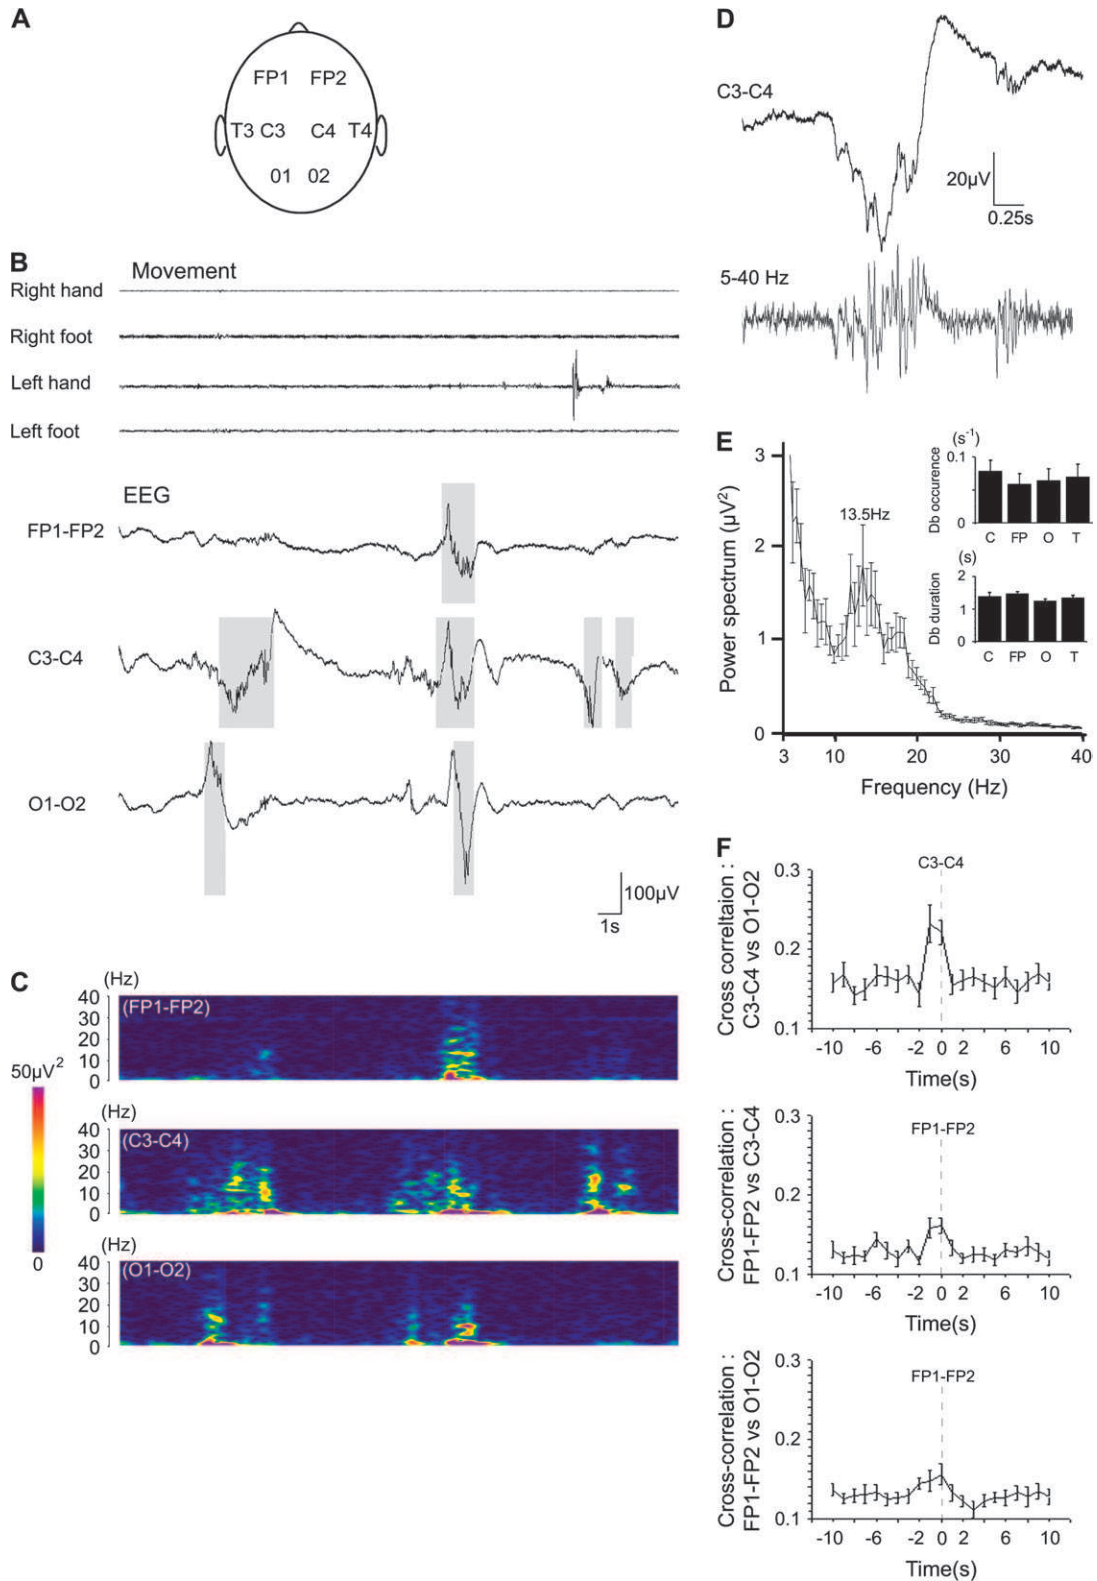 A
FP1 FP2
T3 C3 C4 T4
01 02
B
Movement
Right hand
Right foot
Left hand
Left foot
EEG
FP1-FP2
C3-C4
O1-O2
100µV
1s
C
50µV²
0
(Hz)
40
30
20
10
0
(FP1-FP2)
(Hz)
40
30
20
10
0
(C3-C4)
(Hz)
40
30
20
10
0
(O1-O2)
D
C3-C4
20µV
0.25s
5-40 Hz
E
Power spectrum (µV²)
3
2
1
0
13.5Hz
3 10 20 30 40
Frequency (Hz)
(s⁻¹)
Db occurence
0.1
0
C FP O T
(s)
Db duration
2
1
0
C FP O T
F
Cross correltaion :
C3-C4 vs O1-O2
0.3
0.2
0.1
C3-C4
-10 -6 -2 0 2 6 10
Time(s)
Cross-correlation :
FP1-FP2 vs C3-C4
0.3
0.2
0.1
FP1-FP2
-10 -6 -2 0 2 6 10
Time(s)
Cross-correlation :
FP1-FP2 vs O1-O2
0.3
0.2
0.1
FP1-FP2
-10 -6 -2 0 2 6 10
Time(s)